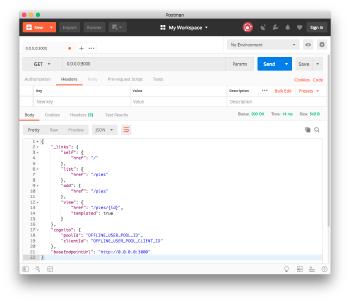 Postman
New
Import
Runner
My Workspace
Sign In
0.0.0.0:3000
No Environment
GET
0.0.0.0:3000
Params
Send
Save
Authorization
Headers
Body
Pre-request Script
Tests
Cookies
Code
Key
Value
Description
Bulk Edit
Presets
New key
Value
Description
Body
Cookies
Headers
Test Results
Status: 200 OK
Time: 14 ms
Pretty
Raw
Preview
JSON
1 {
2 "_links": {
3 "self": {
4 "href": "/"
5 },
6 "list": {
7 "href": "/pies"
8 },
9 "add": {
10 "href": "/pies"
11 },
12 "view": {
13 "href": "/pies/{id}",
14 "templated": true
15 }
16 },
17 "cognito": {
18 "poolId": "OFFLINE_USER_POOL_ID",
19 "clientId": "OFFLINE_USER_POOL_CLIENT_ID"
20 },
21 "baseEndpointUrl": "http://0.0.0.0:3000"
22 }